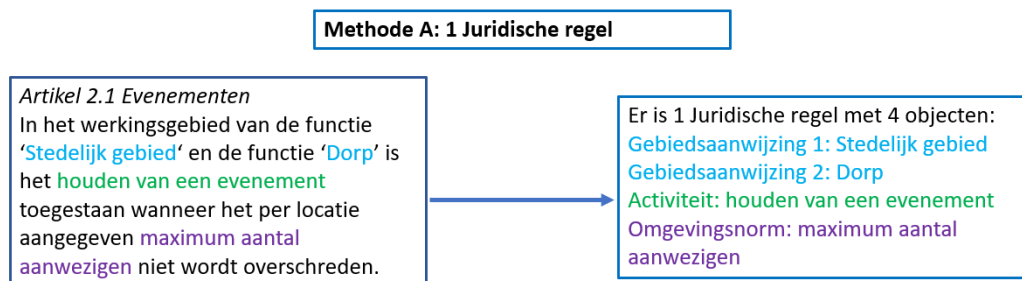 Methode A: 1 Juridische regel
Artikel 2.1 Evenementen
In het werkingsgebied van de functie
‘Stedelijk gebied‘ en de functie ‘Dorp’ is
het houden van een evenement
toegestaan wanneer het per locatie
aangegeven maximum aantal
aanwezigen niet wordt overschreden.
Er is 1 Juridische regel met 4 objecten:
Gebiedsaanwijzing 1: Stedelijk gebied
Gebiedsaanwijzing 2: Dorp
Activiteit: houden van een evenement
Omgevingsnorm: maximum aantal
aanwezigen